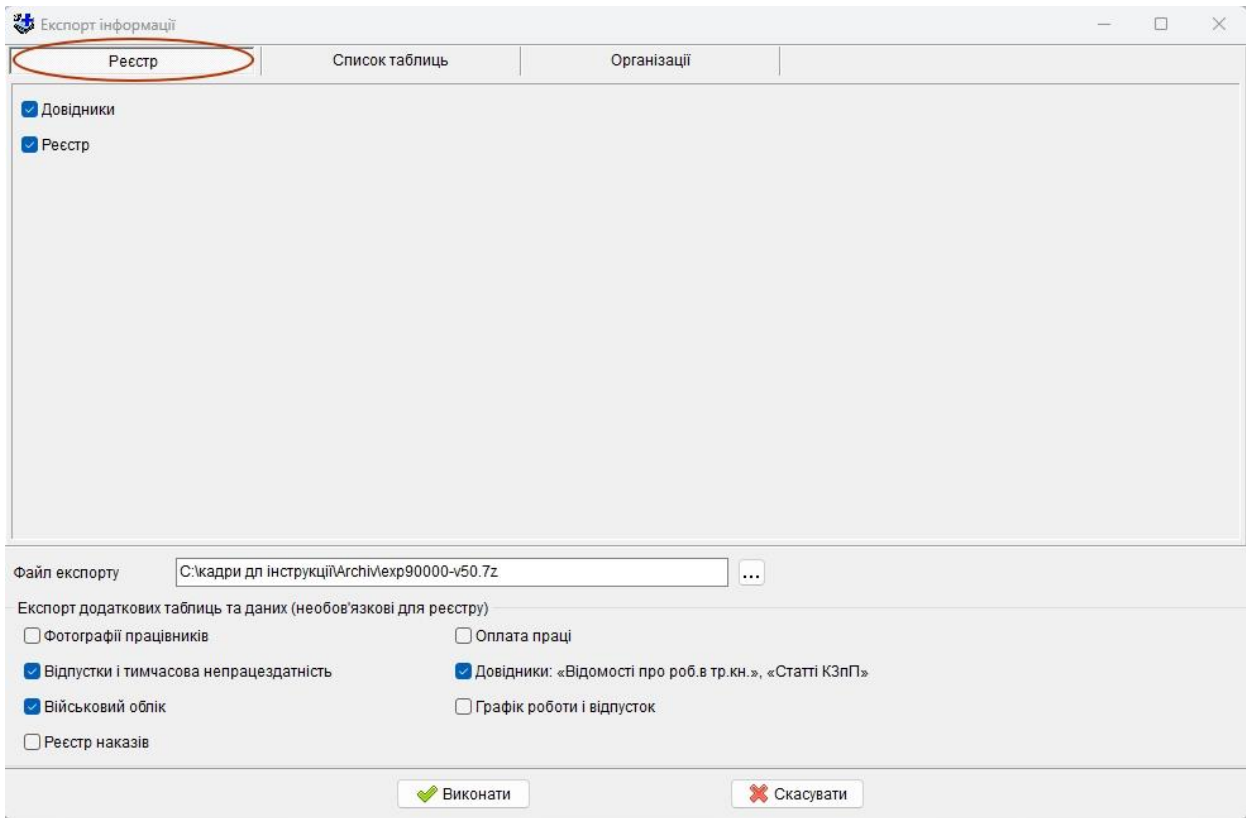 Експорт інформації
Реєстр Список таблиць Організації
Довідники
Реєстр
Файл експорту C:\кадри дп інструкції\Archiv\exp90000-v50.7z ...
Експорт додаткових таблиць та даних (необов'язкові для реєстру)
Фотографії працівників Оплата праці
Відпустки і тимчасова непрацездатність Довідники: «Відомості про роб.в тр.кн.», «Статті КЗпП»
Військовий облік Графік роботи і відпусток
Реєстр наказів
Виконати Скасувати